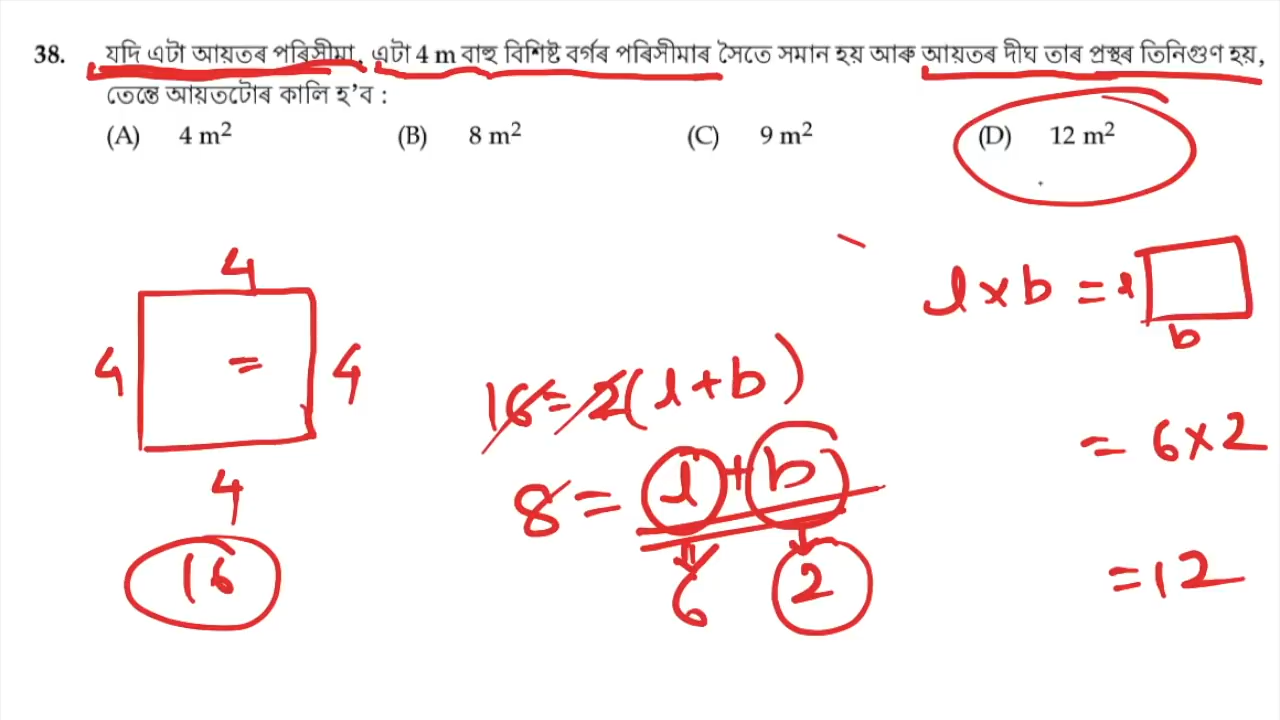 38. যদি এটা আয়তৰ পৰিসীমা, এটা 4 m বাহু বিশিষ্ট বৰ্গৰ পৰিসীমাৰ সৈতে সমান হয় আৰু আয়তৰ দীঘ তাৰ প্ৰস্থৰ তিনিগুণ হয়,
তেন্তে আয়তটোৰ কালি হ’ব :
(A) 4 m² (B) 8 m² (C) 9 m² (D) 12 m²
4
l × b = l
b
4 = 4
16 = 2(l + b)
= 6 × 2
4
8 = l + b
16
6 2
= 12